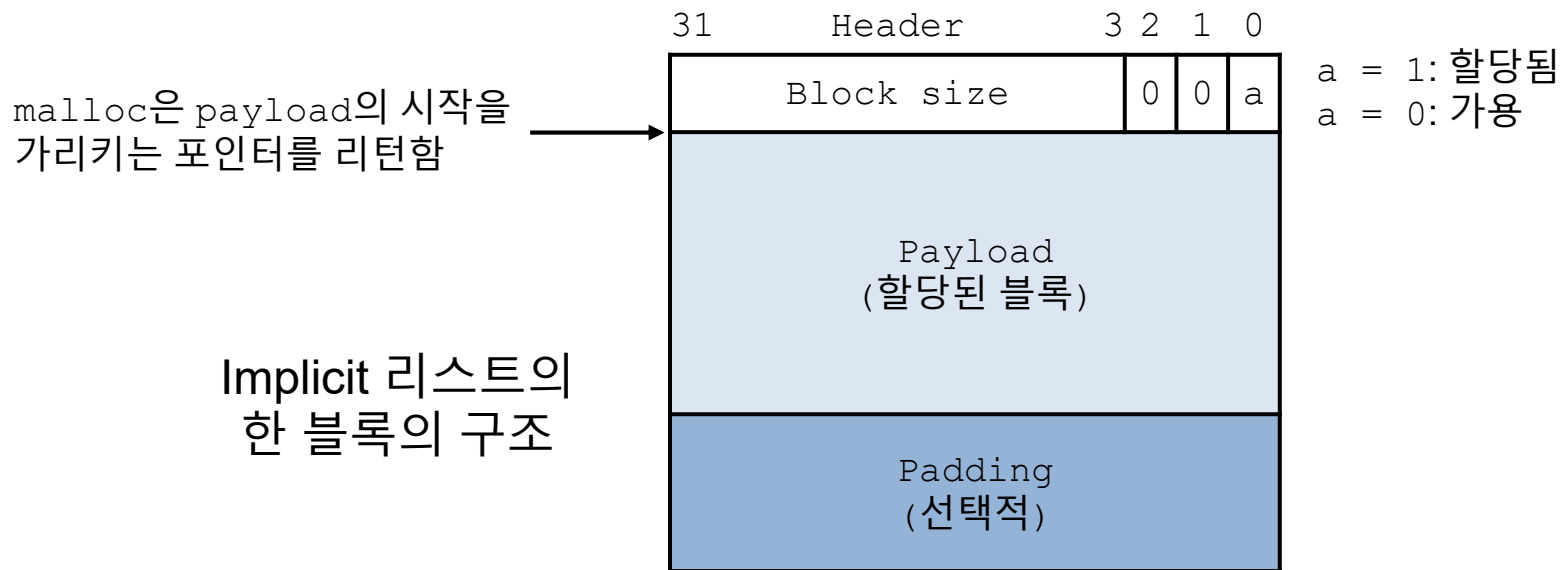 31 Header 3 2 1 0
Block size 0 0 a
a = 1: 할당됨
a = 0: 가용
malloc은 payload의 시작을
가리키는 포인터를 리턴함
Payload
(할당된 블록)
Implicit 리스트의
한 블록의 구조
Padding
(선택적)